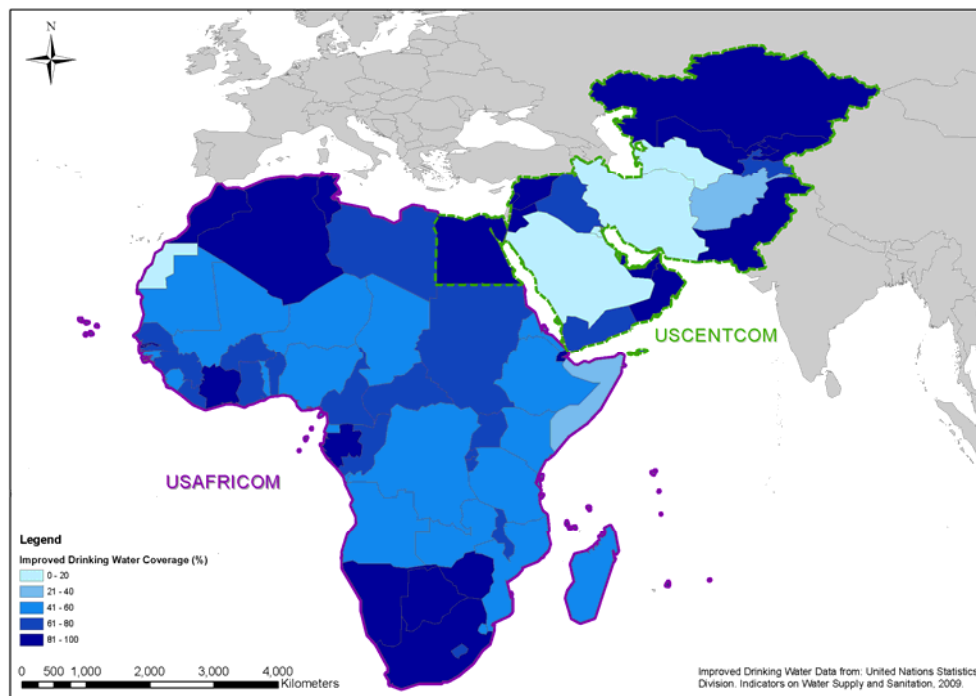 N
USCENTCOM
USAFRICOM
Legend
Improved Drinking Water Coverage (%)
0 - 20
21 - 40
41 - 60
61 - 80
81 - 100
0 500 1,000 2,000 3,000 4,000
Kilometers
Improved Drinking Water Data from: United Nations Statistics
Division. Indicators on Water Supply and Sanitation, 2009.